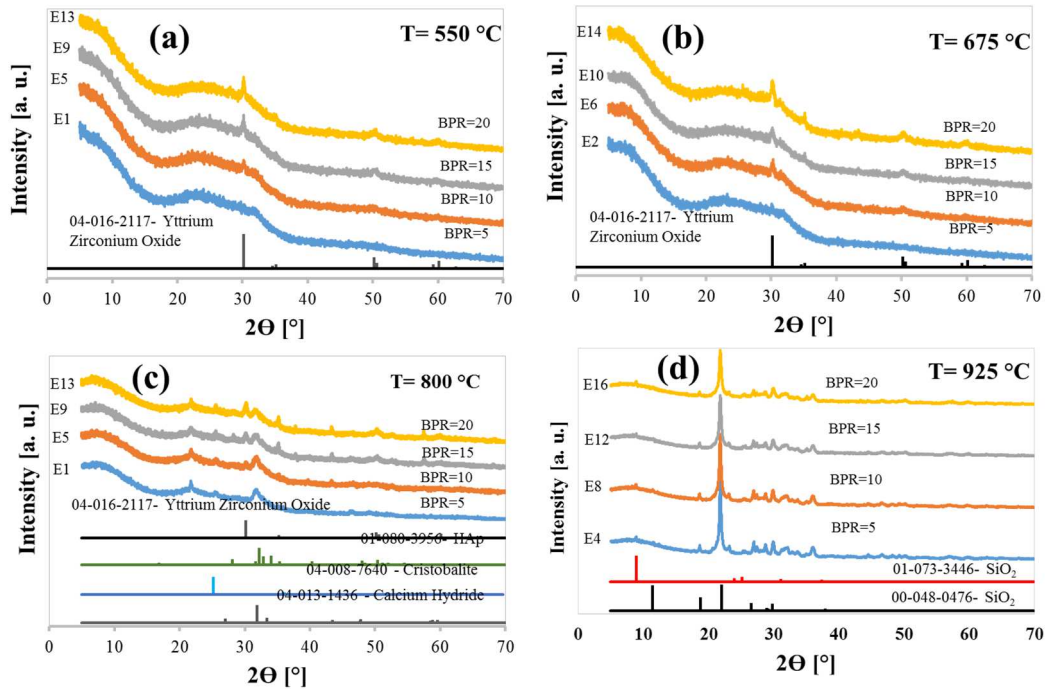 (a)
T= 550 °C
E13
E9
E5
E1
BPR=20
BPR=15
BPR=10
BPR=5
04-016-2117- Yttrium
Zirconium Oxide
Intensity [a. u.]
0 10 20 30 40 50 60 70
2Ɵ [°]
(b)
T= 675 °C
E14
E10
E6
E2
BPR=20
BPR=15
BPR=10
BPR=5
04-016-2117- Yttrium
Zirconium Oxide
Intensity [a. u.]
0 10 20 30 40 50 60 70
2Ɵ [°]
(c)
T= 800 °C
E13
E9
E5
E1
BPR=20
BPR=15
BPR=10
BPR=5
04-016-2117- Yttrium Zirconium Oxide
01-080-3956- HAp
04-008-7640 - Cristobalite
04-013-1436 - Calcium Hydride
Intensity [a. u.]
0 10 20 30 40 50 60 70
2Ɵ [°]
(d)
T= 925 °C
E16
E12
E8
E4
BPR=20
BPR=15
BPR=10
BPR=5
01-073-3446- SiO₂
00-048-0476- SiO₂
Intensity [a. u.]
0 10 20 30 40 50 60 70
2Ɵ [°]